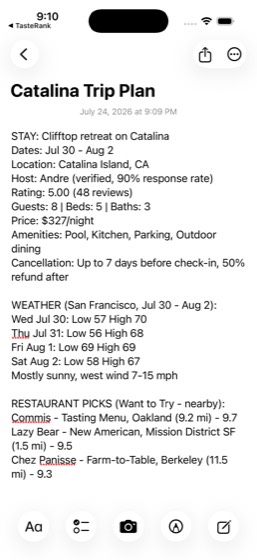 9:10
◀ TasteRank
Catalina Trip Plan
July 24, 2026 at 9:09 PM
STAY: Clifftop retreat on Catalina
Dates: Jul 30 - Aug 2
Location: Catalina Island, CA
Host: Andre (verified, 90% response rate)
Rating: 5.00 (48 reviews)
Guests: 8 | Beds: 5 | Baths: 3
Price: $327/night
Amenities: Pool, Kitchen, Parking, Outdoor
dining
Cancellation: Up to 7 days before check-in, 50%
refund after
WEATHER (San Francisco, Jul 30 - Aug 2):
Wed Jul 30: Low 57 High 70
Thu Jul 31: Low 56 High 68
Fri Aug 1: Low 69 High 69
Sat Aug 2: Low 58 High 67
Mostly sunny, west wind 7-15 mph
RESTAURANT PICKS (Want to Try - nearby):
Commis - Tasting Menu, Oakland (9.2 mi) - 9.7
Lazy Bear - New American, Mission District SF
(1.5 mi) - 9.5
Chez Panisse - Farm-to-Table, Berkeley (11.5
mi) - 9.3
Aa